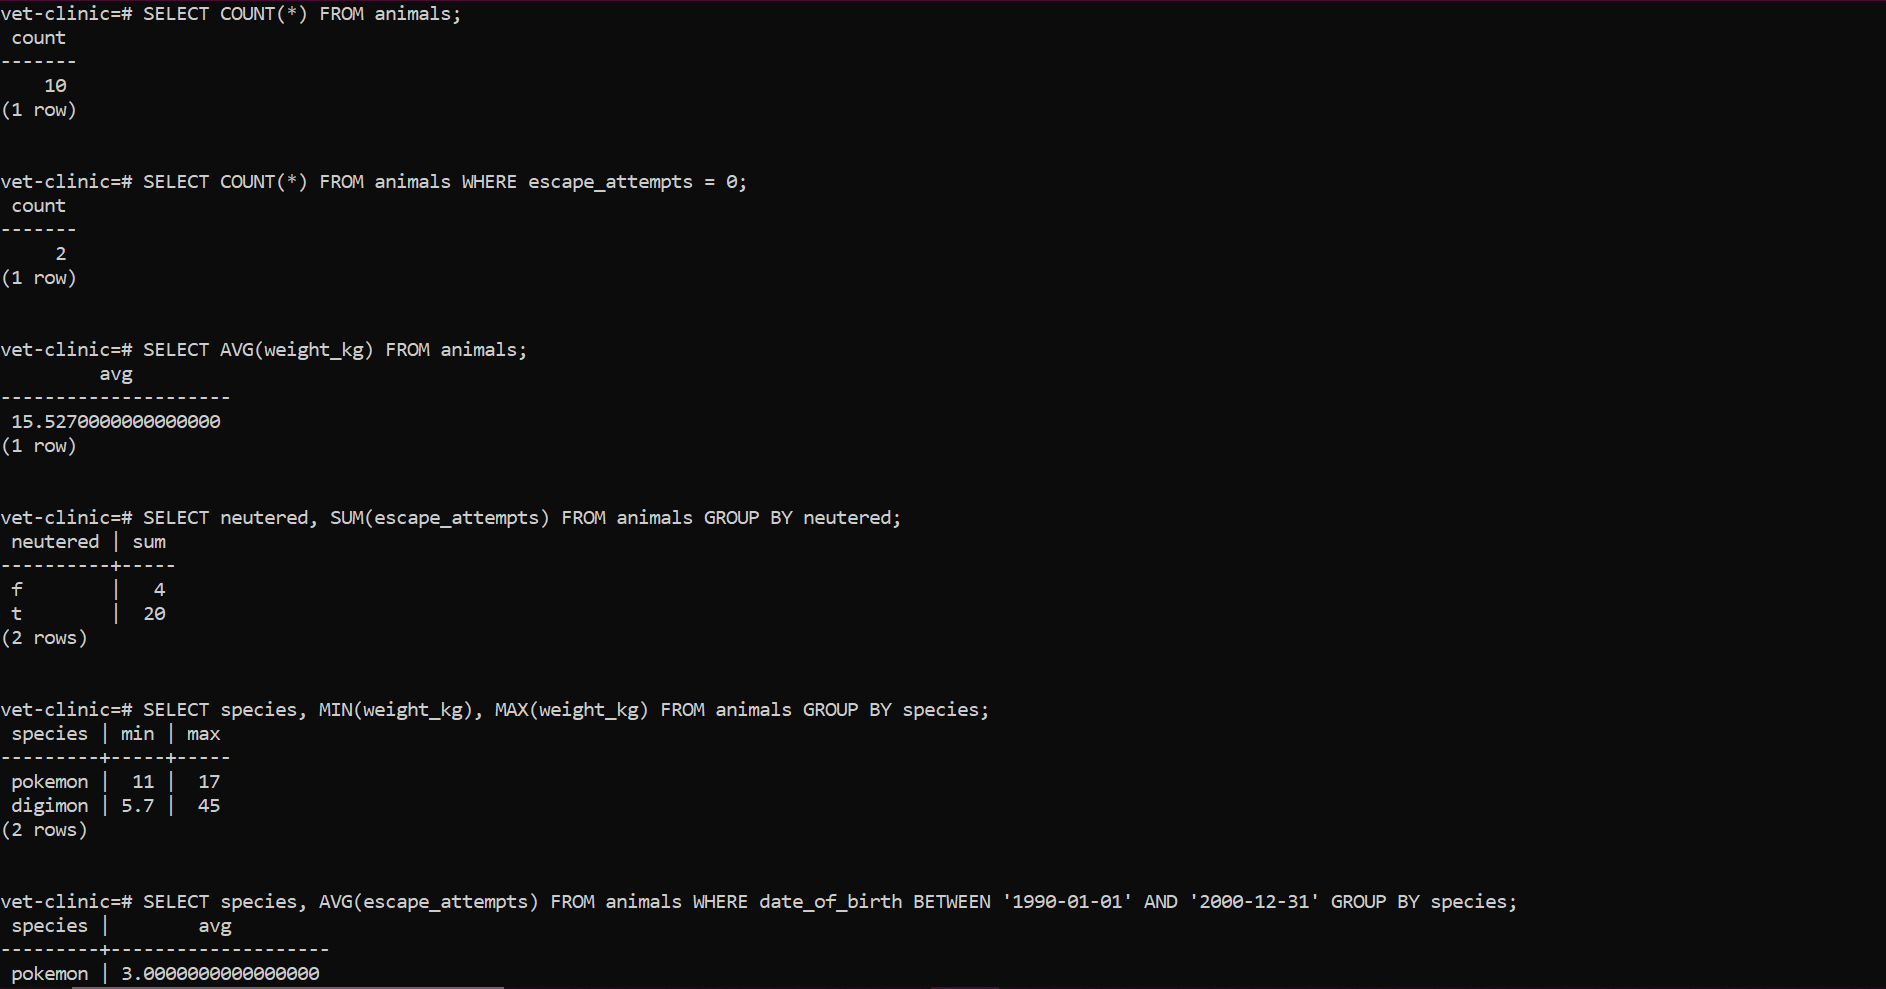 vet-clinic=# SELECT COUNT(*) FROM animals;
 count
-------
    10
(1 row)

vet-clinic=# SELECT COUNT(*) FROM animals WHERE escape_attempts = 0;
 count
-------
     2
(1 row)

vet-clinic=# SELECT AVG(weight_kg) FROM animals;
         avg
---------------------
 15.5270000000000000
(1 row)

vet-clinic=# SELECT neutered, SUM(escape_attempts) FROM animals GROUP BY neutered;
 neutered | sum
----------+-----
 f        |   4
 t        |  20
(2 rows)

vet-clinic=# SELECT species, MIN(weight_kg), MAX(weight_kg) FROM animals GROUP BY species;
 species | min | max
---------+-----+-----
 pokemon |  11 |  17
 digimon | 5.7 |  45
(2 rows)

vet-clinic=# SELECT species, AVG(escape_attempts) FROM animals WHERE date_of_birth BETWEEN '1990-01-01' AND '2000-12-31' GROUP BY species;
 species |        avg
---------+--------------------
 pokemon | 3.0000000000000000